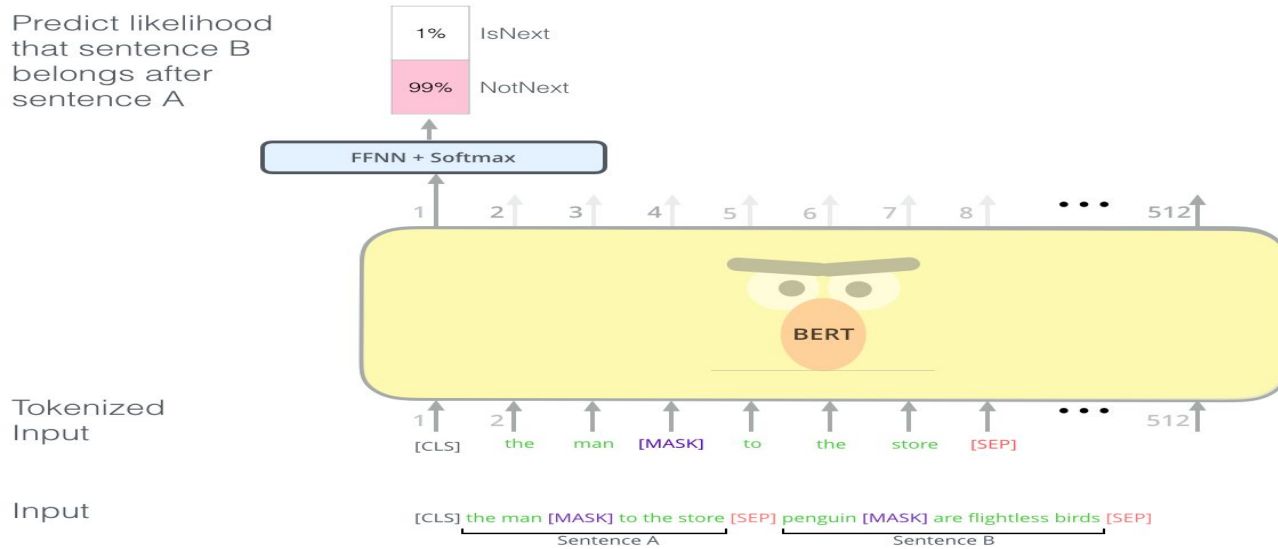 Predict likelihood
that sentence B
belongs after
sentence A
1% IsNext
99% NotNext
FFNN + Softmax
1 2 3 4 5 6 7 8 ••• 512
BERT
Tokenized
Input
1 2 ••• 512
[CLS] the man [MASK] to the store [SEP]
Input
[CLS] the man [MASK] to the store [SEP] penguin [MASK] are flightless birds [SEP]
Sentence A Sentence B